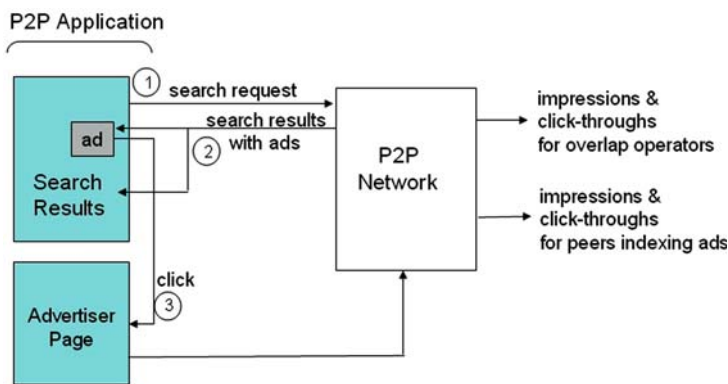 P2P Application
1
search request
ad
search results
with ads
2
Search
Results
P2P
Network
impressions &
click-throughs
for overlap operators
impressions &
click-throughs
for peers indexing ads
click
3
Advertiser
Page